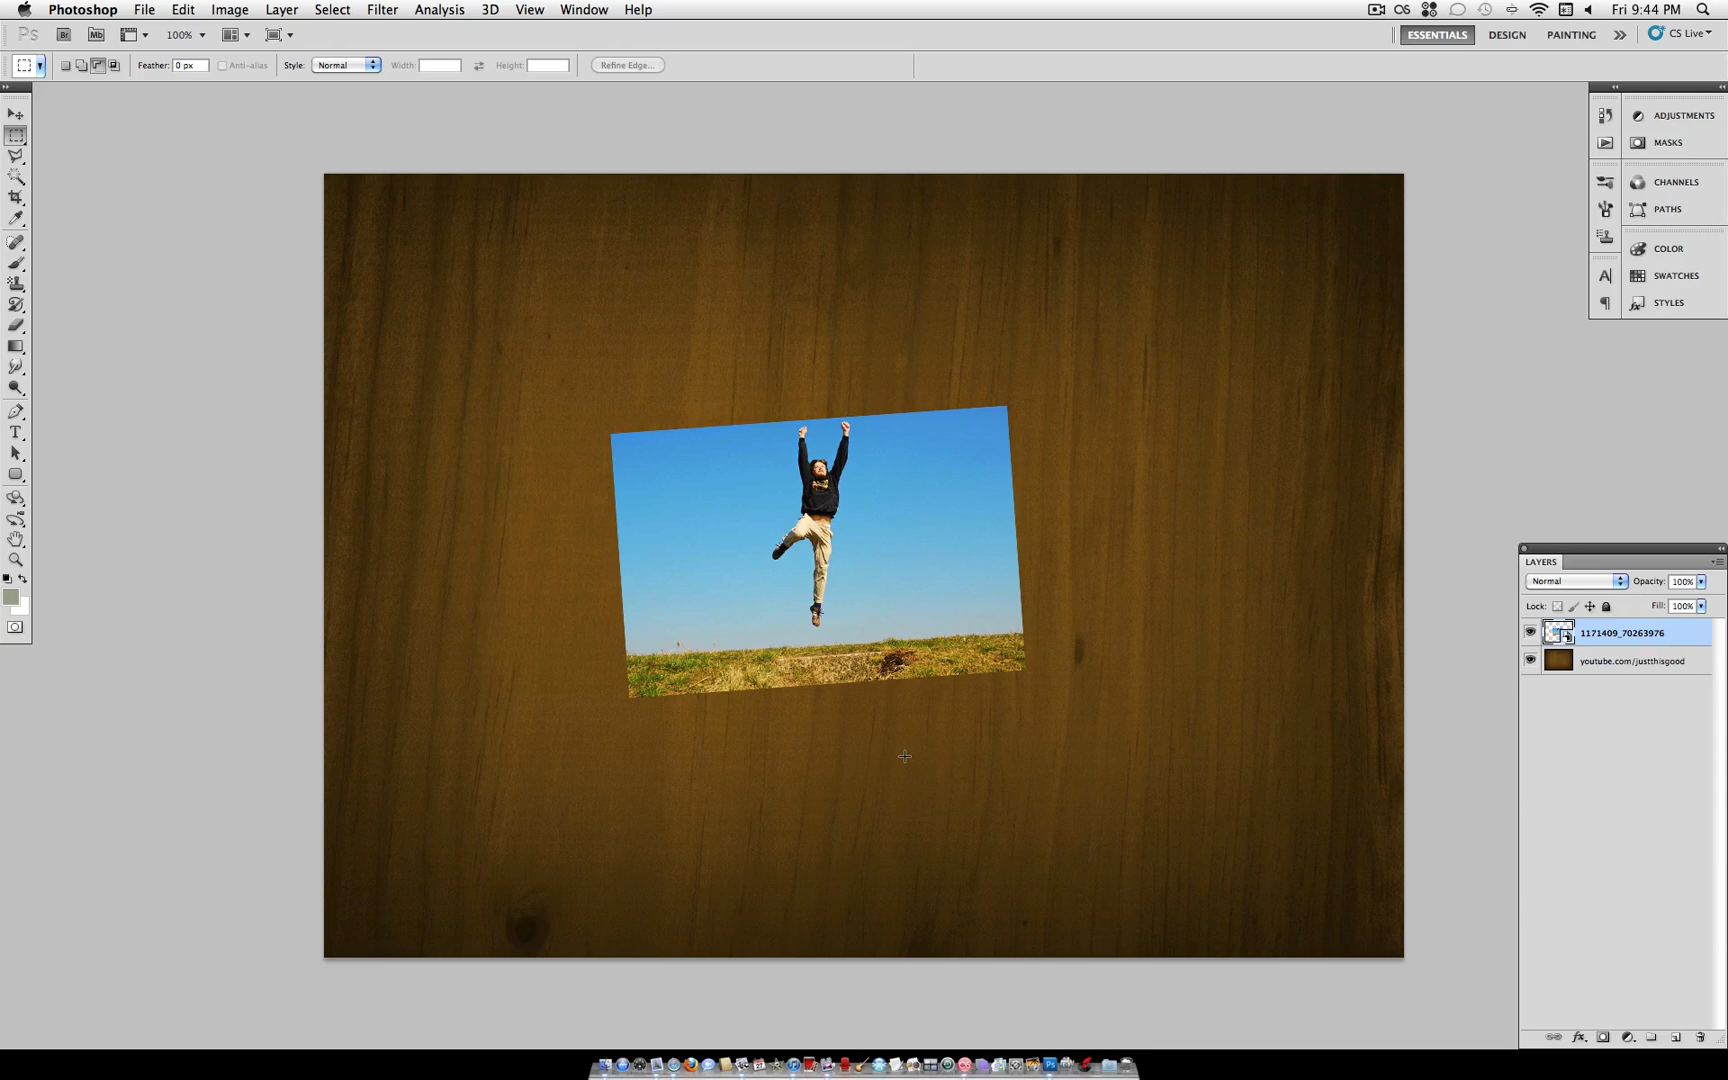 Photoshop File Edit Image Layer Select Filter Analysis 3D View Window Help Fri 9:44 PM
Ps Br Mb 100% ESSENTIALS DESIGN PAINTING CS Live
Feather: 0 px Anti-alias Style: Normal Width: Height: Refine Edge...
ADJUSTMENTS
MASKS
CHANNELS
PATHS
COLOR
SWATCHES
STYLES
LAYERS
Normal Opacity: 100%
Lock: Fill: 100%
1171409_70263976
youtube.com/justthisgood